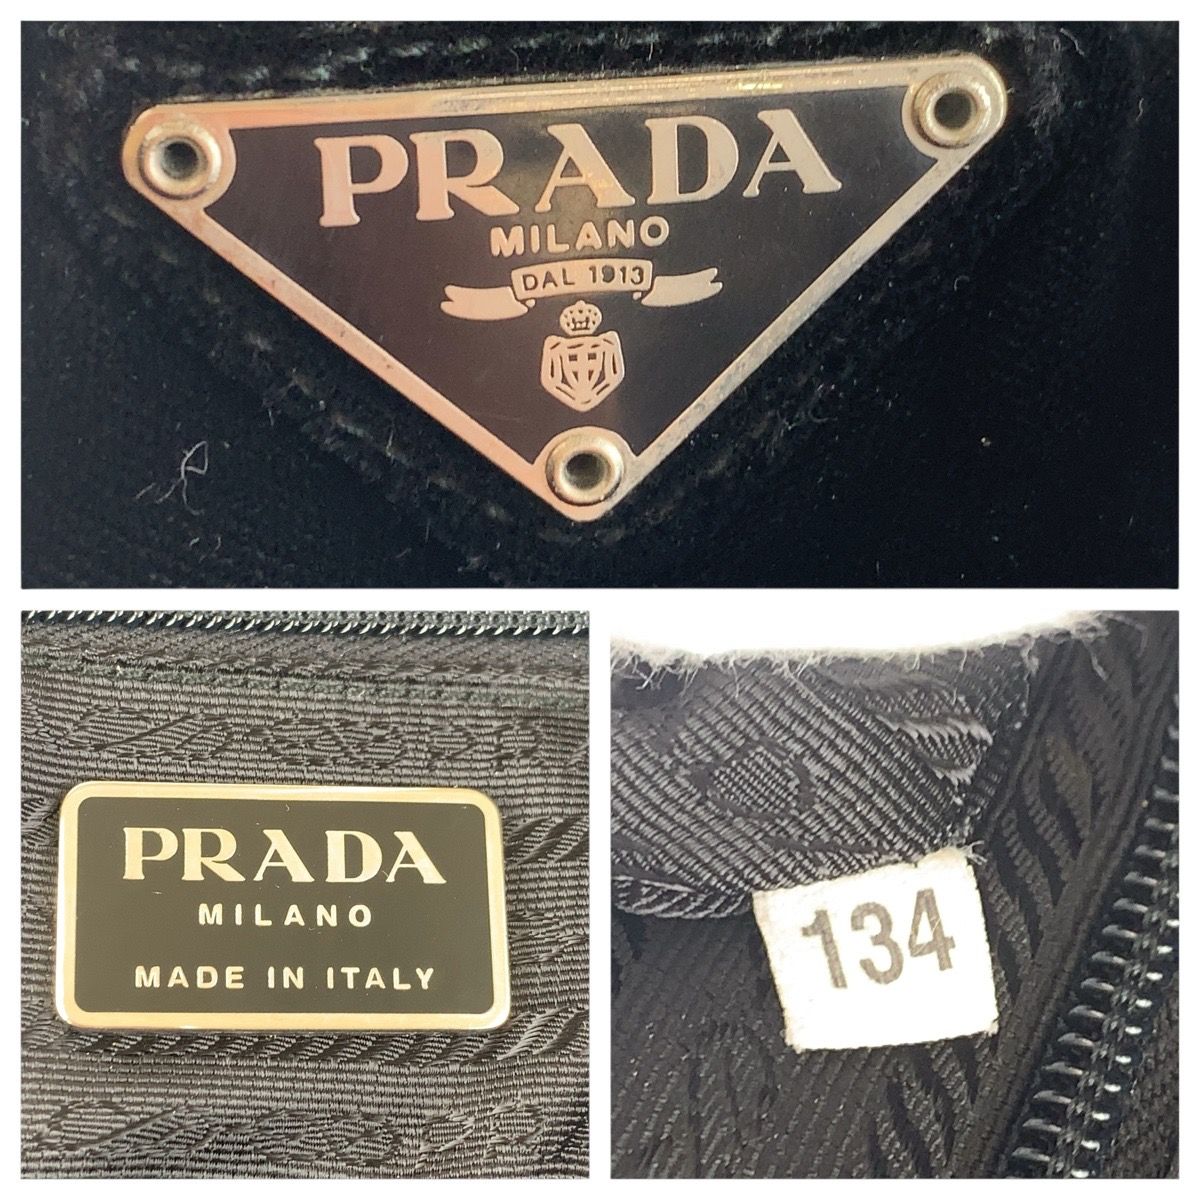 PRADA
MILANO
DAL 1913
PRADA
MILANO
MADE IN ITALY
134